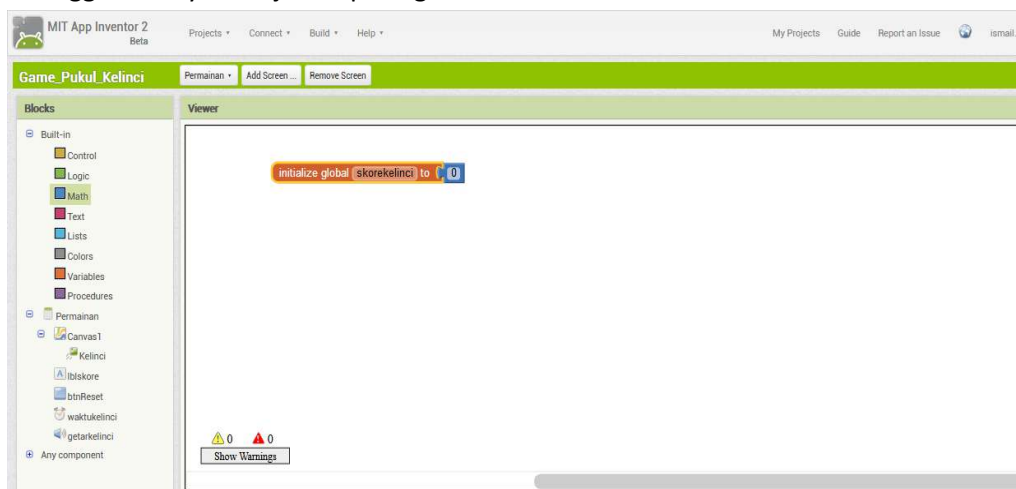 MIT App Inventor 2
Beta
Projects Connect Build Help
My Projects Guide Report an Issue ismail.
Game_Pukul_Kelinci
Permainan Add Screen ... Remove Screen
Blocks
Viewer
Built-in
Control
Logic
Math
Text
Lists
Colors
Variables
Procedures
Permainan
Canvas1
Kelinci
lblskore
btnReset
waktukelinci
getarkelinci
Any component
initialize global skorekelinci to 0
0 0
Show Warnings